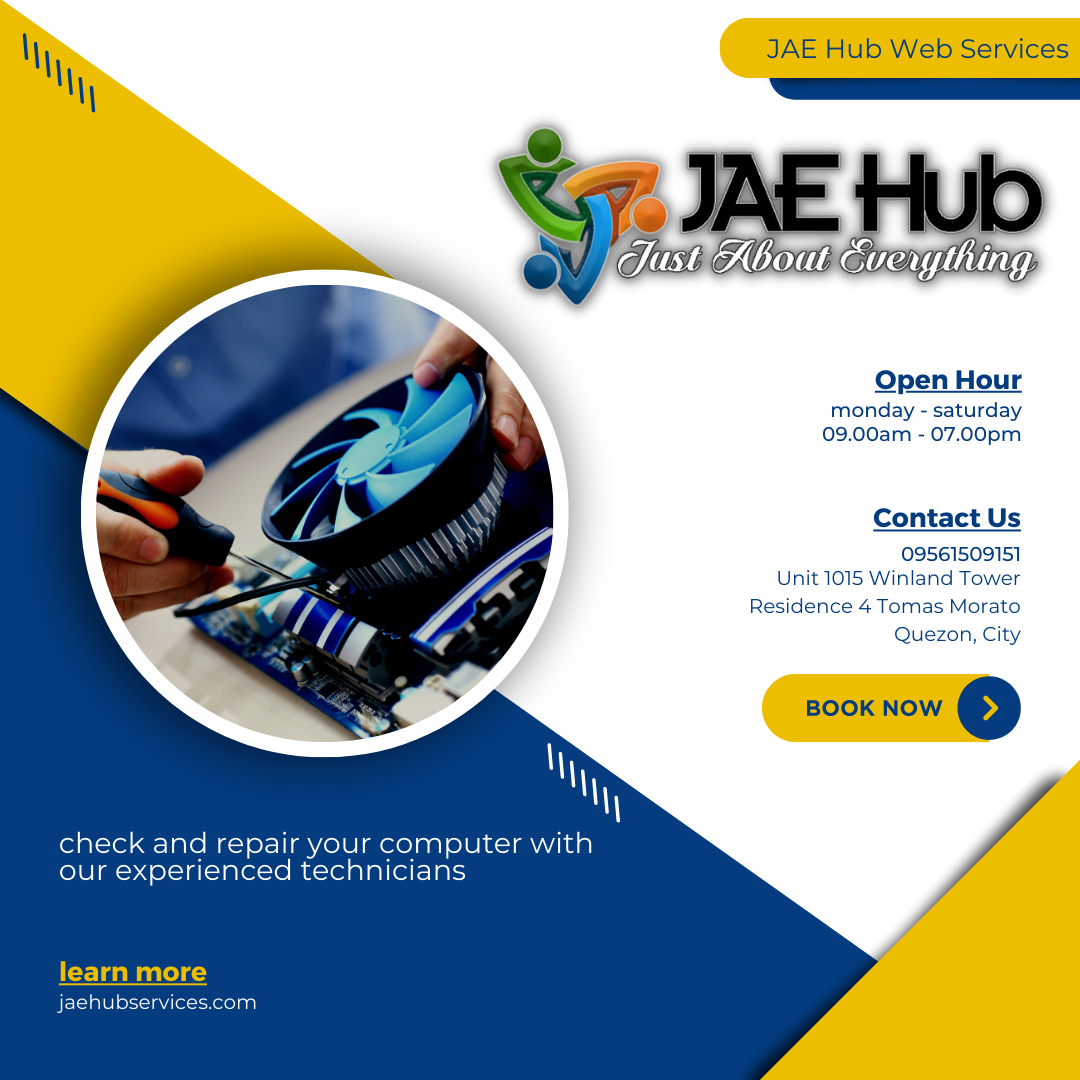 JAE Hub Web Services
JAE Hub
Just About Everything
Open Hour
monday - saturday
09.00am - 07.00pm
Contact Us
09561509151
Unit 1015 Winland Tower
Residence 4 Tomas Morato
Quezon, City
BOOK NOW
check and repair your computer with
our experienced technicians
learn more
jaehubservices.com